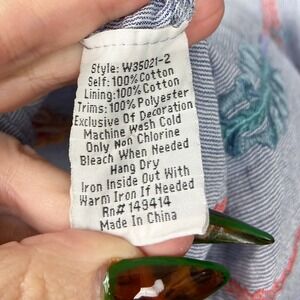 Style: W35021-2
Self: 100% Cotton
Lining: 100% Cotton
Trims: 100% Polyester
Exclusive Of Decoration
Machine Wash Cold
Only Non Chlorine
Bleach When Needed
Hang Dry
Iron Inside Out With
Warm Iron If Needed
Rn# 149414
Made In China